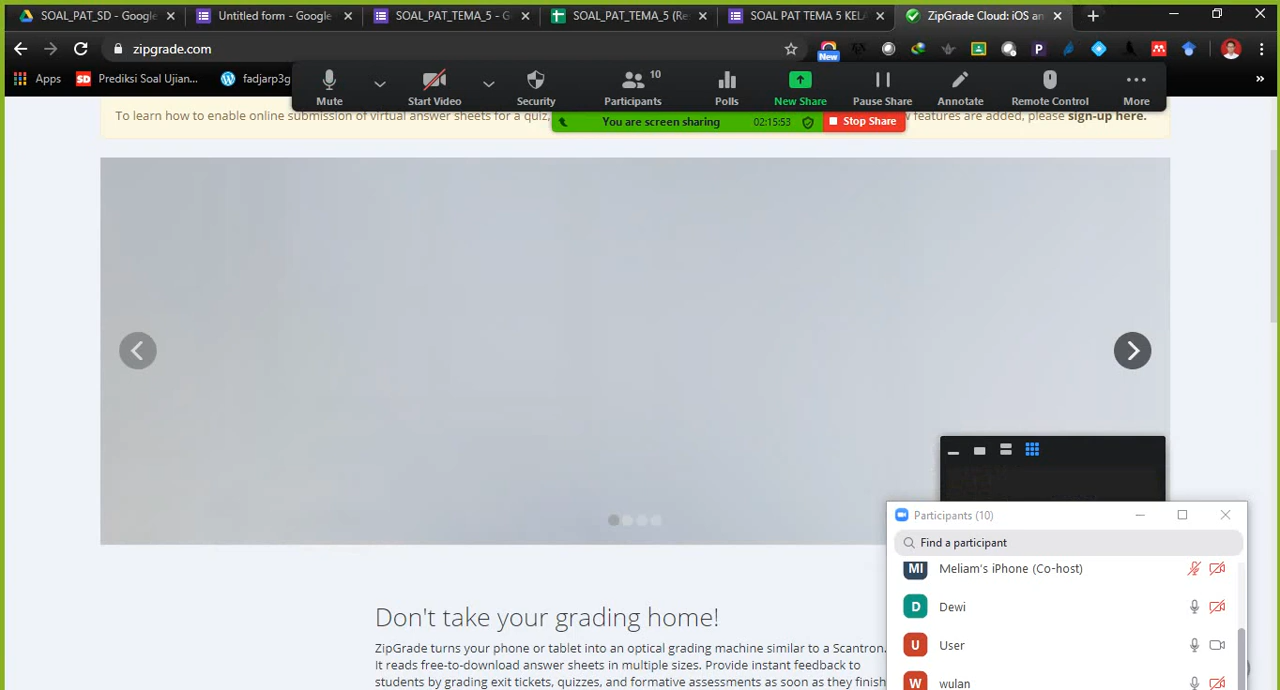 SOAL_PAT_SD - Google
Untitled form - Google
SOAL_PAT_TEMA_5 - G
SOAL_PAT_TEMA_5 (Re
SOAL PAT TEMA 5 KELA
ZipGrade Cloud: iOS an
zipgrade.com
New
P
Apps
SD Prediksi Soal Ujian...
fadjarp3g
»
Mute
Start Video
Security
Participants
10
Polls
New Share
Pause Share
Annotate
Remote Control
More
To learn how to enable online submission of virtual answer sheets for a quiz,
features are added, please sign-up here.
You are screen sharing
02:15:53
Stop Share
Participants (10)
Find a participant
MI Meliam's iPhone (Co-host)
D Dewi
U User
W wulan
Don't take your grading home!
ZipGrade turns your phone or tablet into an optical grading machine similar to a Scantron.
It reads free-to-download answer sheets in multiple sizes. Provide instant feedback to
students by grading exit tickets, quizzes, and formative assessments as soon as they finish